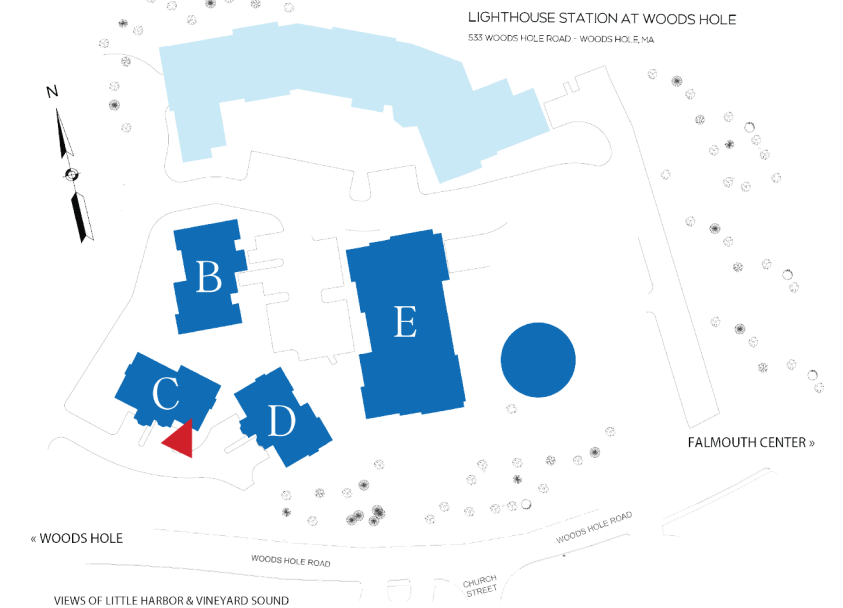 LIGHTHOUSE STATION AT WOODS HOLE
533 WOODS HOLE ROAD - WOODS HOLE, MA
N
B
E
C
D
FALMOUTH CENTER »
« WOODS HOLE
WOODS HOLE ROAD
WOODS HOLE ROAD
CHURCH
STREET
VIEWS OF LITTLE HARBOR & VINEYARD SOUND